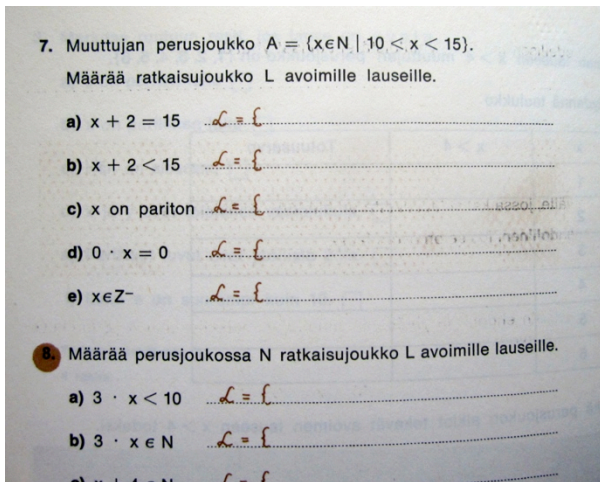 7. Muuttujan perusjoukko A = {x∈N | 10 < x < 15}.
Määrää ratkaisujoukko L avoimille lauseille.
a) x + 2 = 15 L = {
b) x + 2 < 15 L = {
c) x on pariton L = {
d) 0 · x = 0 L = {
e) x∈Z⁻ L = {
8. Määrää perusjoukossa N ratkaisujoukko L avoimille lauseille.
a) 3 · x < 10 L = {
b) 3 · x ∈ N L = {